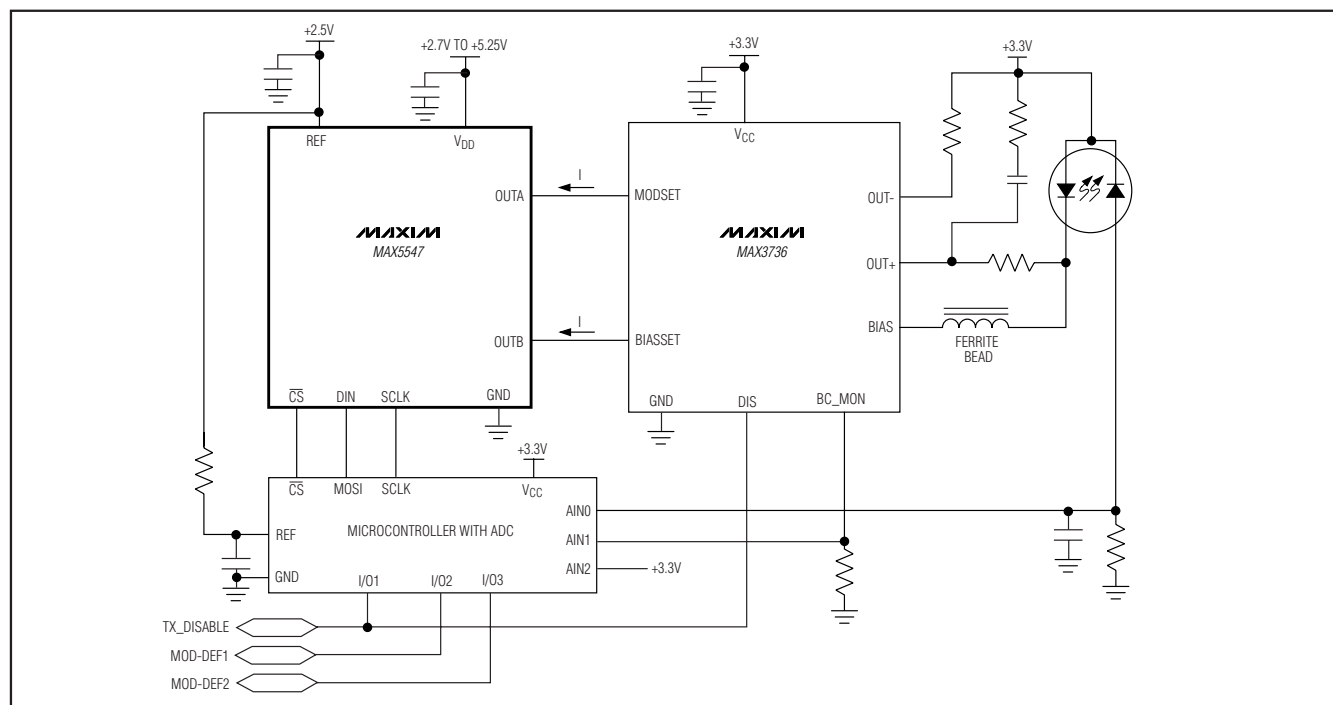 +2.5V
+2.7V TO +5.25V
+3.3V
+3.3V
REF
VDD
VCC
I
OUTA
MODSET
OUT-
MAXIM
MAX5547
MAXIM
MAX3736
OUT+
I
OUTB
BIASSET
BIAS
FERRITE
BEAD
CS
DIN
SCLK
GND
GND
DIS
BC_MON
+3.3V
CS
MOSI
SCLK
VCC
AIN0
REF
MICROCONTROLLER WITH ADC
AIN1
GND
I/O1
I/O2
I/O3
AIN2
+3.3V
TX_DISABLE
MOD-DEF1
MOD-DEF2